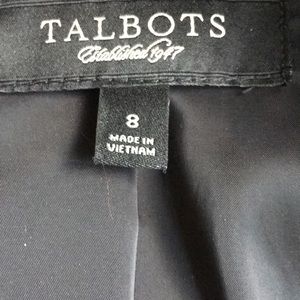 TALBOTS
Established 1947
8
MADE IN
VIETNAM